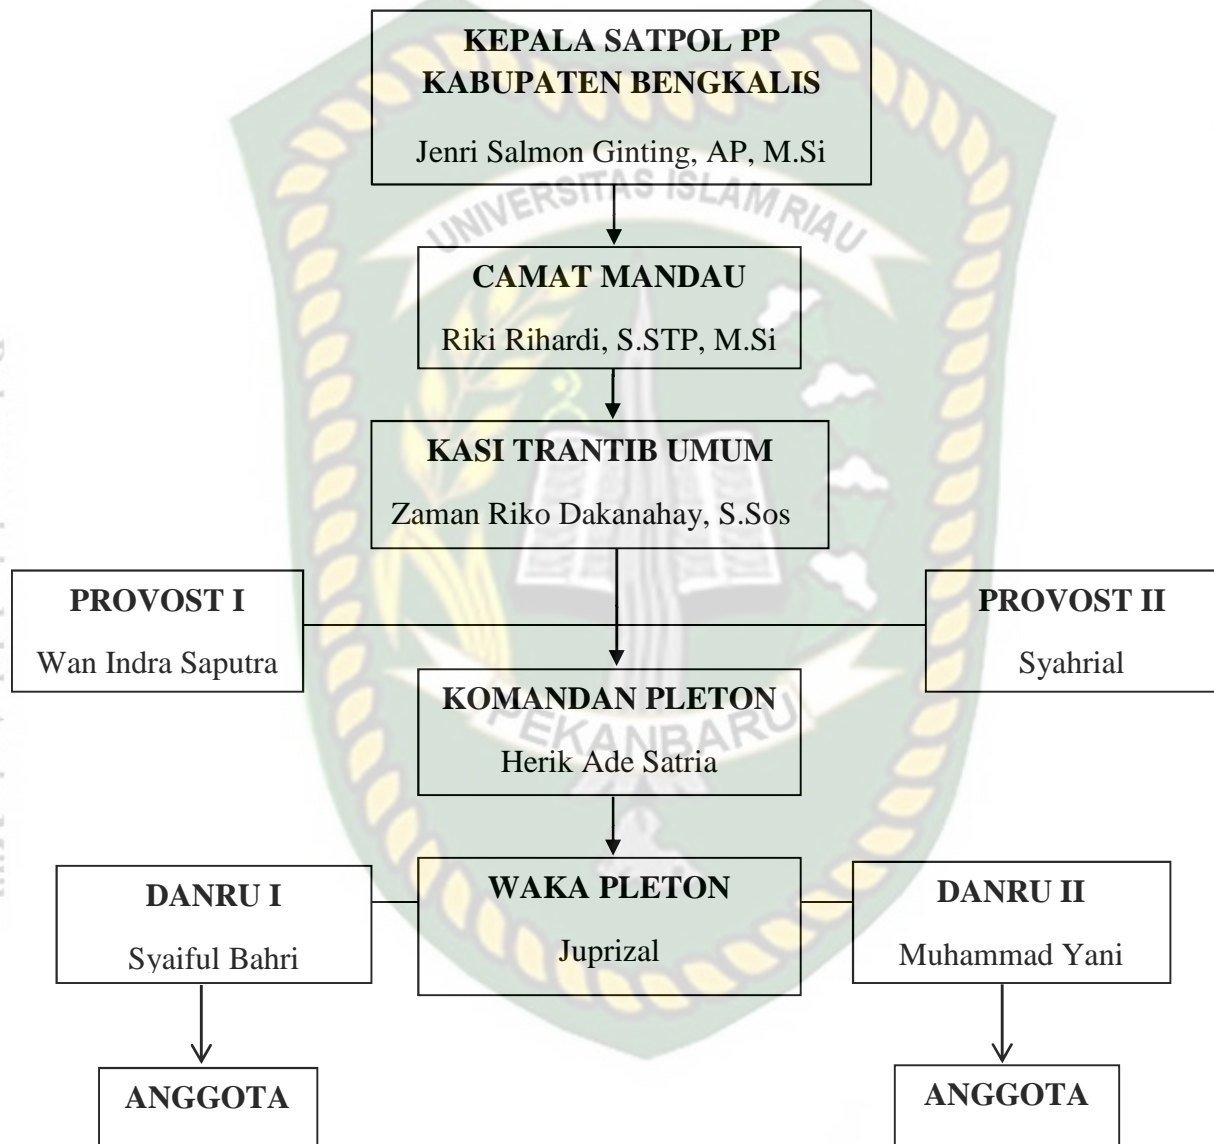 KEPALA SATPOL PP
KABUPATEN BENGKALIS
Jenri Salmon Ginting, AP, M.Si
UNIVERSITAS ISLAM RIAU
CAMAT MANDAU
Riki Rihardi, S.STP, M.Si
KASI TRANTIB UMUM
Zaman Riko Dakanahay, S.Sos
PROVOST I
Wan Indra Saputra
PROVOST II
Syahrial
KOMANDAN PLETON
Herik Ade Satria
PEKANBARU
DANRU I
Syaiful Bahri
WAKA PLETON
Juprizal
DANRU II
Muhammad Yani
ANGGOTA
ANGGOTA